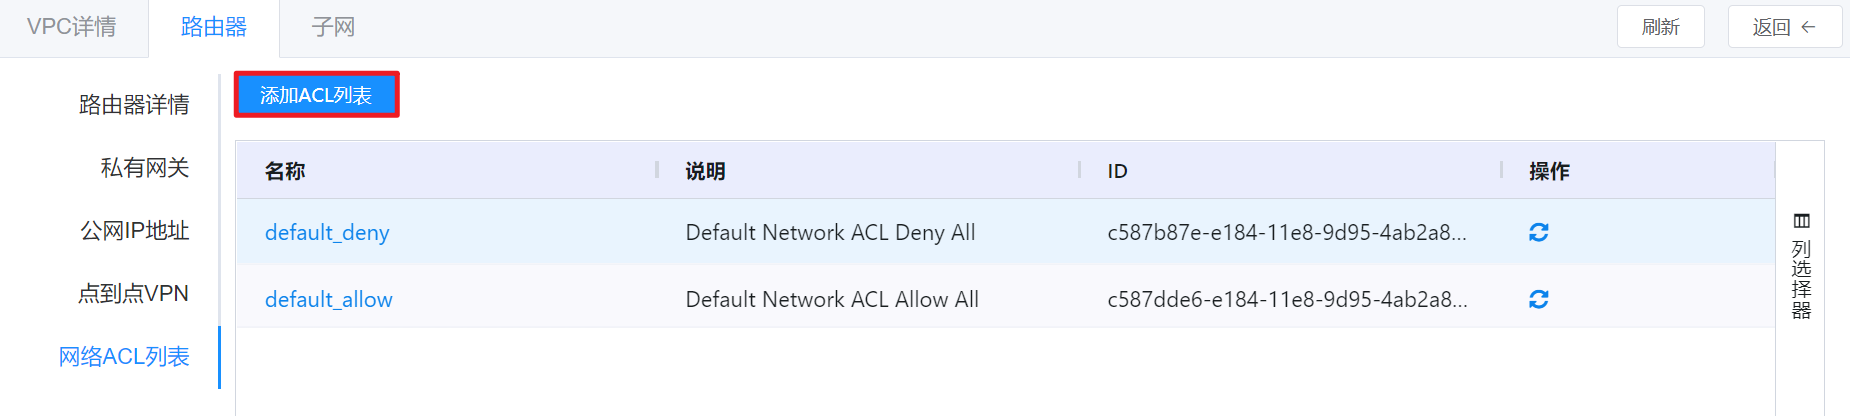 VPC详情 路由器 子网 刷新 返回 ←
路由器详情
私有网关
公网IP地址
点到点VPN
网络ACL列表
添加ACL列表
名称 说明 ID 操作
default_deny Default Network ACL Deny All c587b87e-e184-11e8-9d95-4ab2a8...
default_allow Default Network ACL Allow All c587dde6-e184-11e8-9d95-4ab2a8...
列选择器